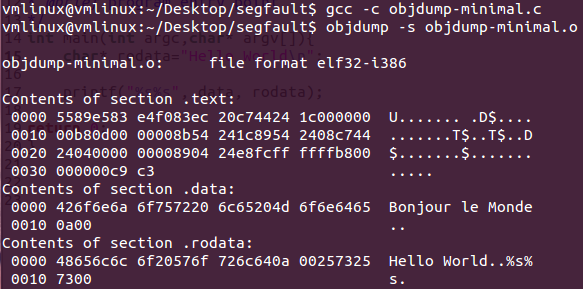 vmlinux@vmlinux:~/Desktop/segfault$ gcc -c objdump-minimal.c
vmlinux@vmlinux:~/Desktop/segfault$ objdump -s objdump-minimal.o
objdump-minimal.o:     file format elf32-i386
Contents of section .text:
 0000 5589e583 e4f083ec 20c74424 1c000000  U....... .D$....
 0010 00b80d00 00008b54 241c8954 2408c744  .......T$..T$..D
 0020 24040000 00008904 24e8fcff ffffb800  $.......$.......
 0030 000000c9 c3                          .....
Contents of section .data:
 0000 426f6e6a 6f757220 6c65204d 6f6e6465  Bonjour le Monde
 0010 0a00                                 ..
Contents of section .rodata:
 0000 48656c6c 6f20576f 726c640a 00257325  Hello World..%s%
 0010 7300                                 s.